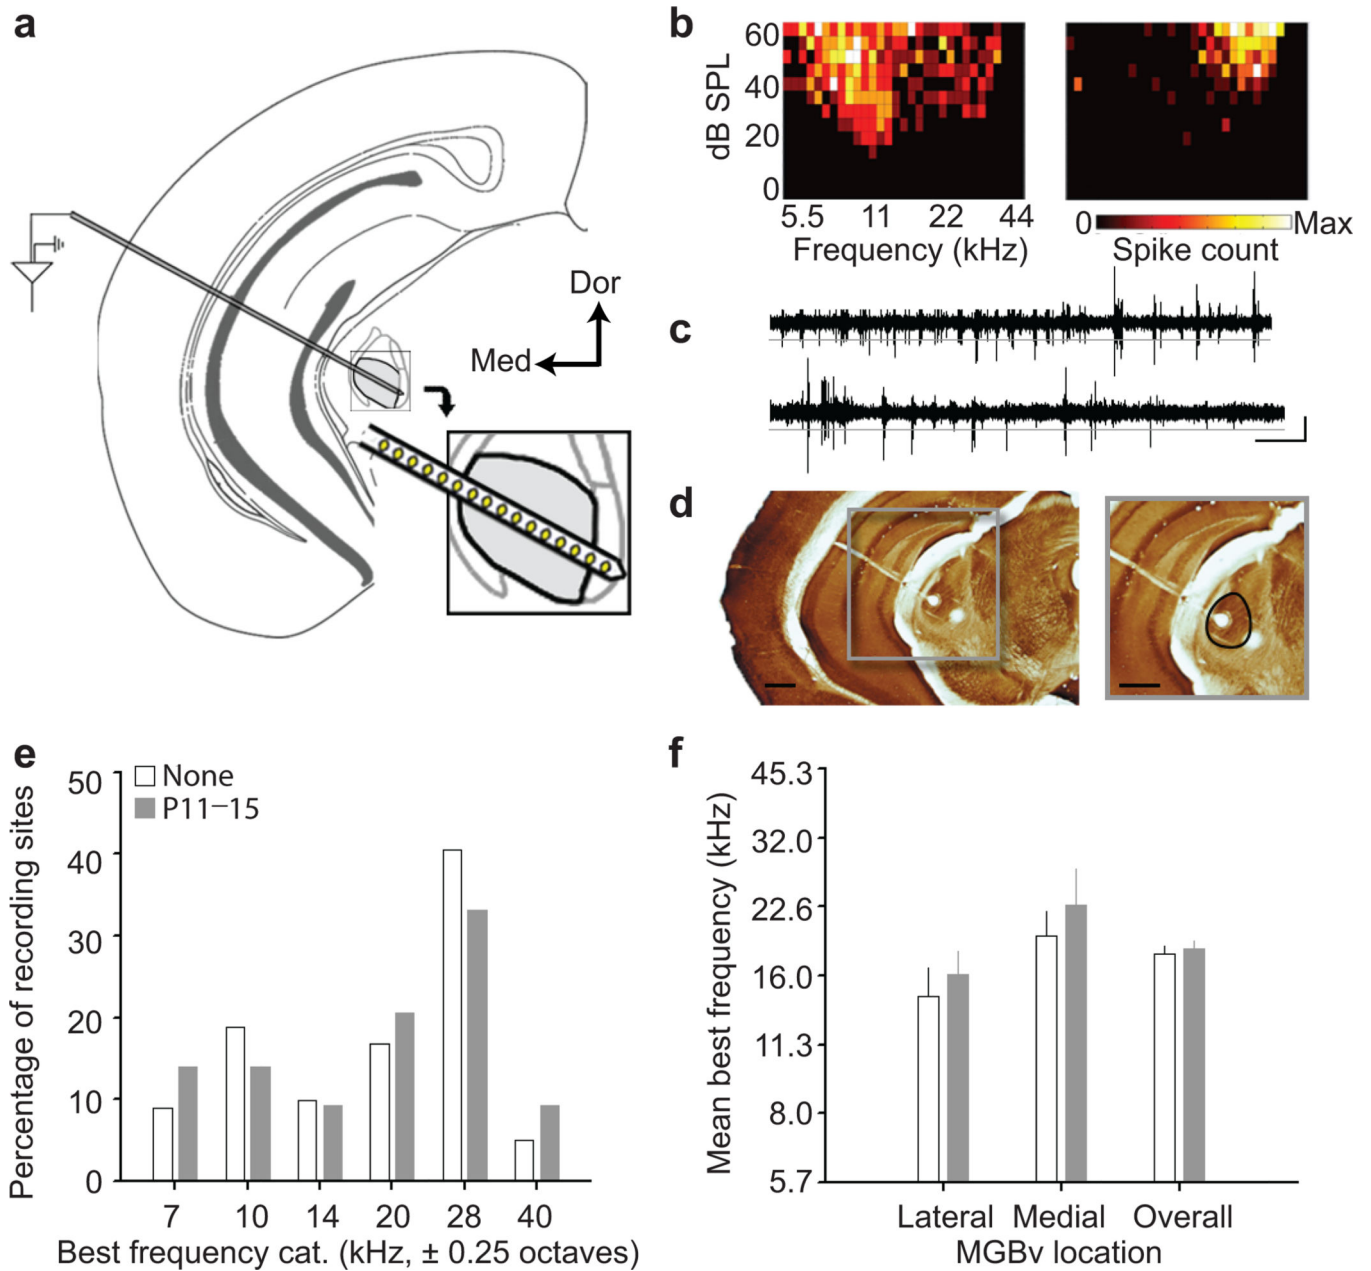 a
Dor
Med
b
dB SPL
60
40
20
0
5.5 11 22 44
Frequency (kHz)
0 Max
Spike count
c
d
e
None
P11–15
Percentage of recording sites
50
40
30
20
10
0
7 10 14 20 28 40
Best frequency cat. (kHz, ± 0.25 octaves)
f
Mean best frequency (kHz)
45.3
32.0
22.6
16.0
11.3
8.0
5.7
Lateral Medial Overall
MGBv location